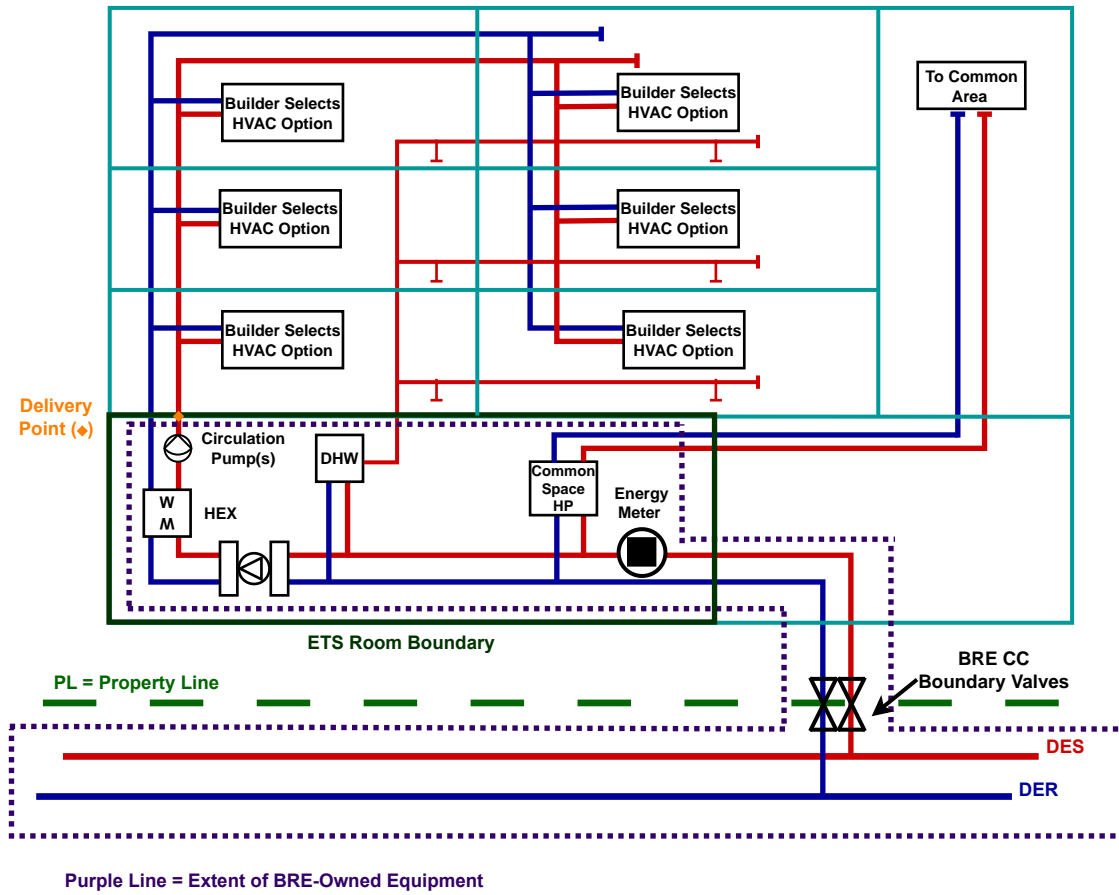 To Common
Area
Builder Selects
HVAC Option
Builder Selects
HVAC Option
Builder Selects
HVAC Option
Builder Selects
HVAC Option
Builder Selects
HVAC Option
Builder Selects
HVAC Option
Delivery
Point (◆)
Circulation
Pump(s)
DHW
Common
Space
HP
Energy
Meter
W
W
HEX
ETS Room Boundary
PL = Property Line
BRE CC
Boundary Valves
DES
DER
Purple Line = Extent of BRE-Owned Equipment